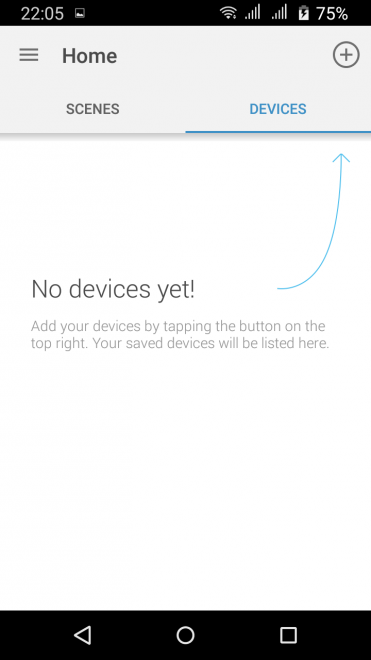 22:05 75%
Home
SCENES DEVICES
No devices yet!
Add your devices by tapping the button on the
top right. Your saved devices will be listed here.